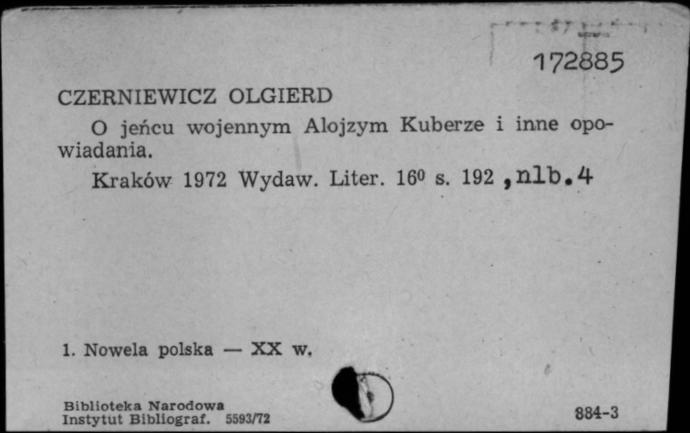 172885
CZERNIEWICZ OLGIERD
O jeńcu wojennym Alojzym Kuberze i inne opo-
wiadania.
Kraków 1972 Wydaw. Liter. 16⁰ s. 192 , nlb. 4
1. Nowela polska — XX w.
Biblioteka Narodowa
Instytut Bibliograf. 5593/72
884-3